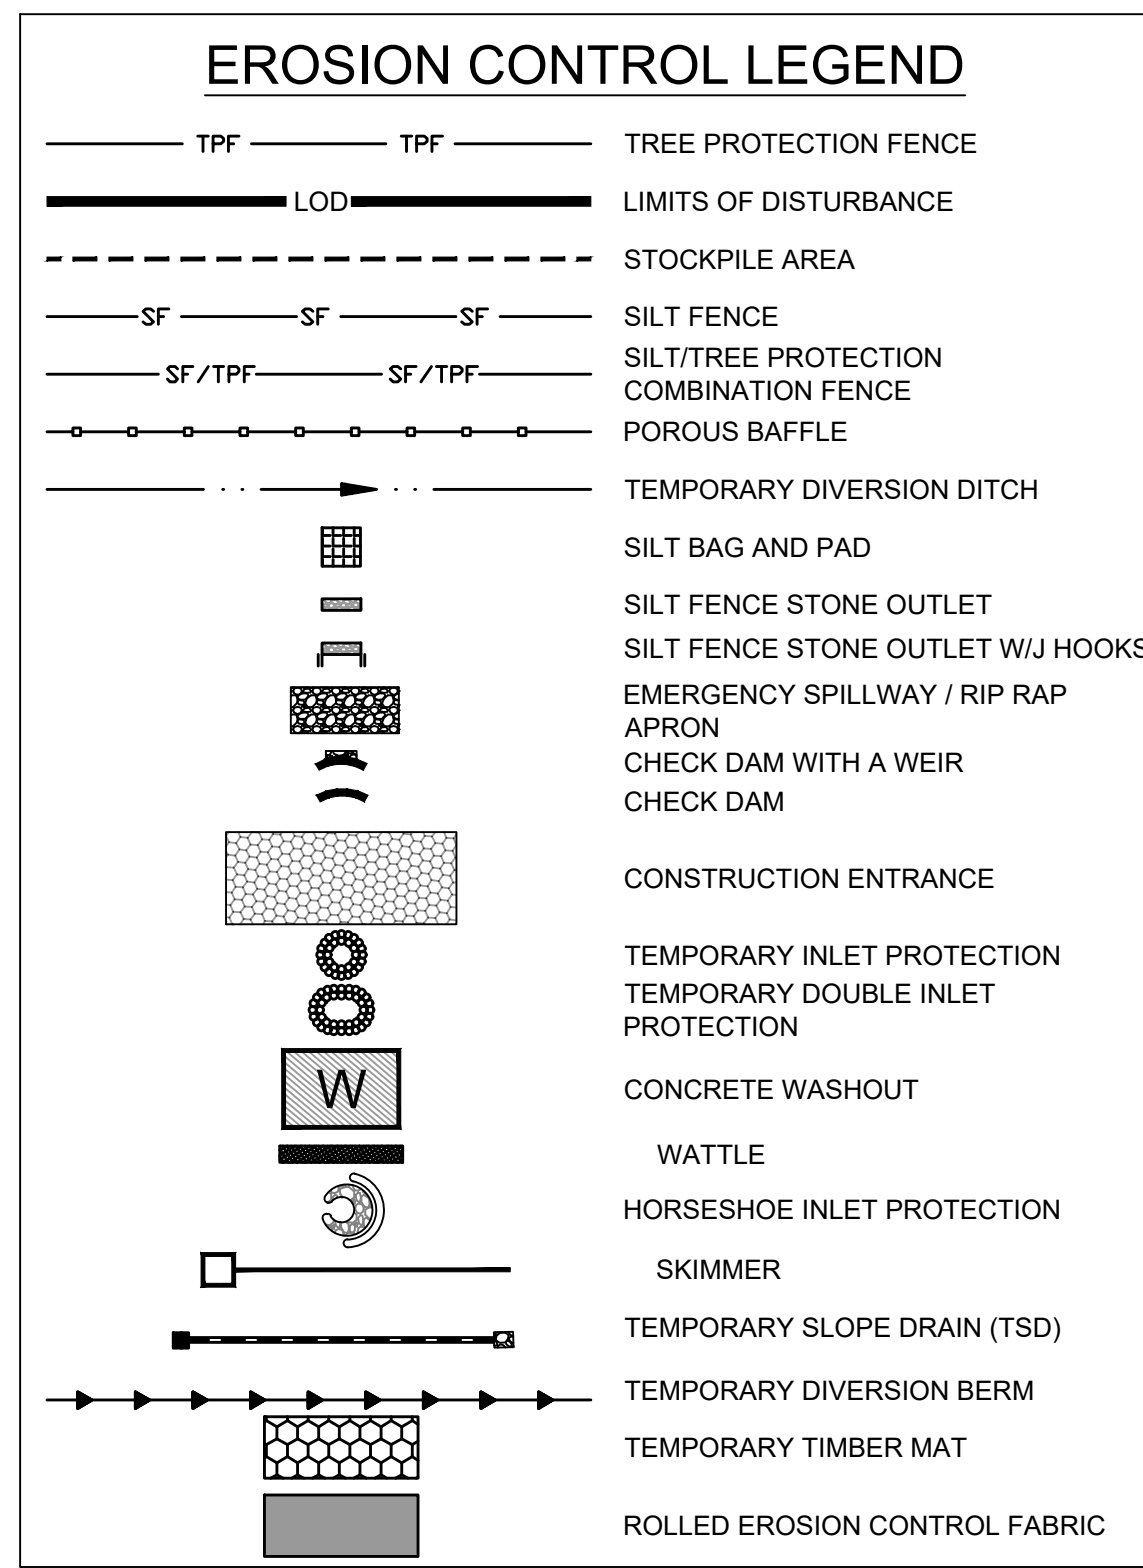 EROSION CONTROL LEGEND
TPF TPF TREE PROTECTION FENCE
LOD LIMITS OF DISTURBANCE
STOCKPILE AREA
SF SF SF SILT FENCE
SF/TPF SF/TPF SILT/TREE PROTECTION
COMBINATION FENCE
POROUS BAFFLE
TEMPORARY DIVERSION DITCH
SILT BAG AND PAD
SILT FENCE STONE OUTLET
SILT FENCE STONE OUTLET W/J HOOKS
EMERGENCY SPILLWAY / RIP RAP
APRON
CHECK DAM WITH A WEIR
CHECK DAM
CONSTRUCTION ENTRANCE
TEMPORARY INLET PROTECTION
TEMPORARY DOUBLE INLET
PROTECTION
W CONCRETE WASHOUT
WATTLE
HORSESHOE INLET PROTECTION
SKIMMER
TEMPORARY SLOPE DRAIN (TSD)
TEMPORARY DIVERSION BERM
TEMPORARY TIMBER MAT
ROLLED EROSION CONTROL FABRIC